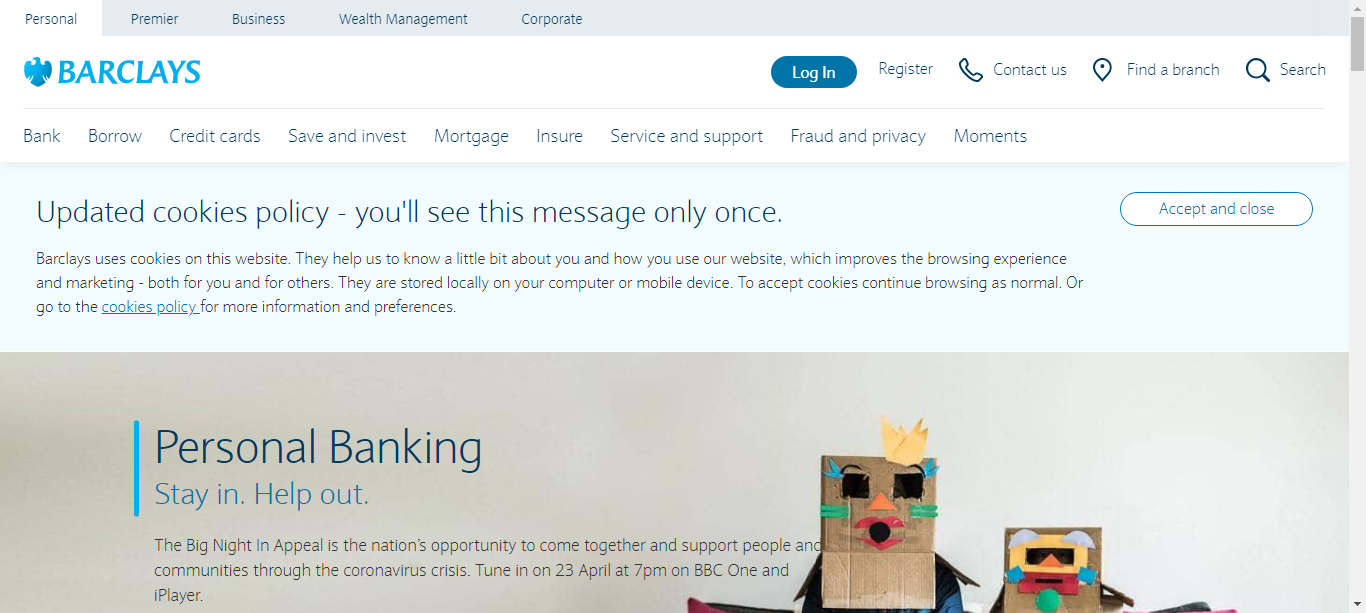 Personal Premier Business Wealth Management Corporate
BARCLAYS
Log In Register Contact us Find a branch Search
Bank Borrow Credit cards Save and invest Mortgage Insure Service and support Fraud and privacy Moments
Updated cookies policy - you'll see this message only once.
Accept and close
Barclays uses cookies on this website. They help us to know a little bit about you and how you use our website, which improves the browsing experience
and marketing - both for you and for others. They are stored locally on your computer or mobile device. To accept cookies continue browsing as normal. Or
go to the cookies policy for more information and preferences.
Personal Banking
Stay in. Help out.
The Big Night In Appeal is the nation's opportunity to come together and support people and
communities through the coronavirus crisis. Tune in on 23 April at 7pm on BBC One and
iPlayer.